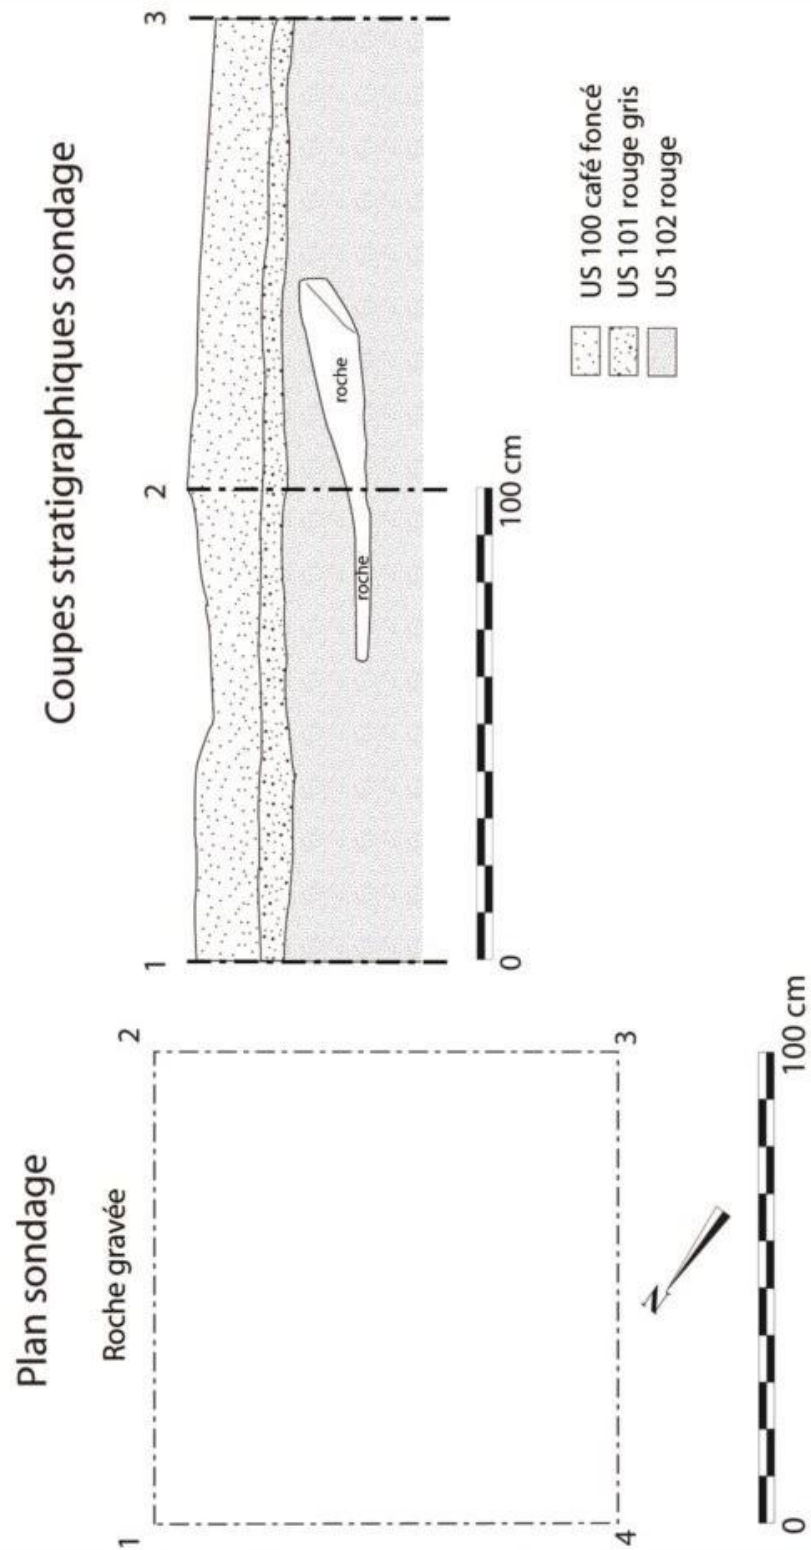 Plan sondage
Roche gravée
1
2
4
3
N
0
100 cm
Coupes stratigraphiques sondage
1
2
3
roche
roche
0
100 cm
US 100 café foncé
US 101 rouge gris
US 102 rouge